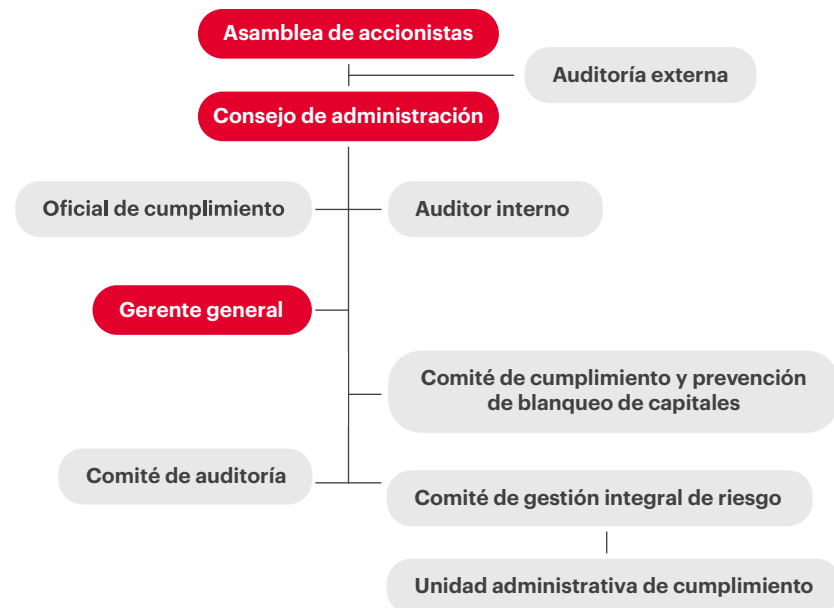 Asamblea de accionistas
Auditoría externa
Consejo de administración
Oficial de cumplimiento
Auditor interno
Gerente general
Comité de cumplimiento y prevención
de blanqueo de capitales
Comité de auditoría
Comité de gestión integral de riesgo
Unidad administrativa de cumplimiento